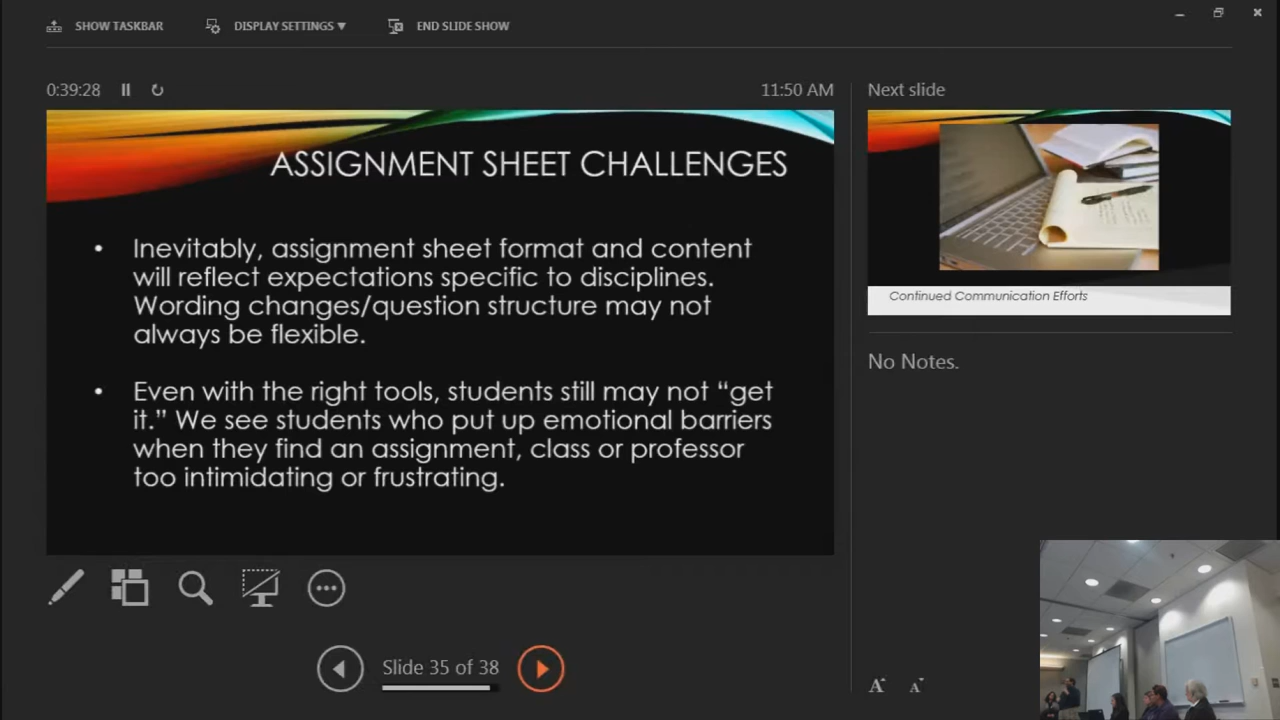 SHOW TASKBAR
DISPLAY SETTINGS ▼
END SLIDE SHOW
0:39:28
11:50 AM
Next slide
ASSIGNMENT SHEET CHALLENGES
• Inevitably, assignment sheet format and content
will reflect expectations specific to disciplines.
Wording changes/question structure may not
always be flexible.
• Even with the right tools, students still may not “get
it.” We see students who put up emotional barriers
when they find an assignment, class or professor
too intimidating or frustrating.
Continued Communication Efforts
No Notes.
Slide 35 of 38
A A